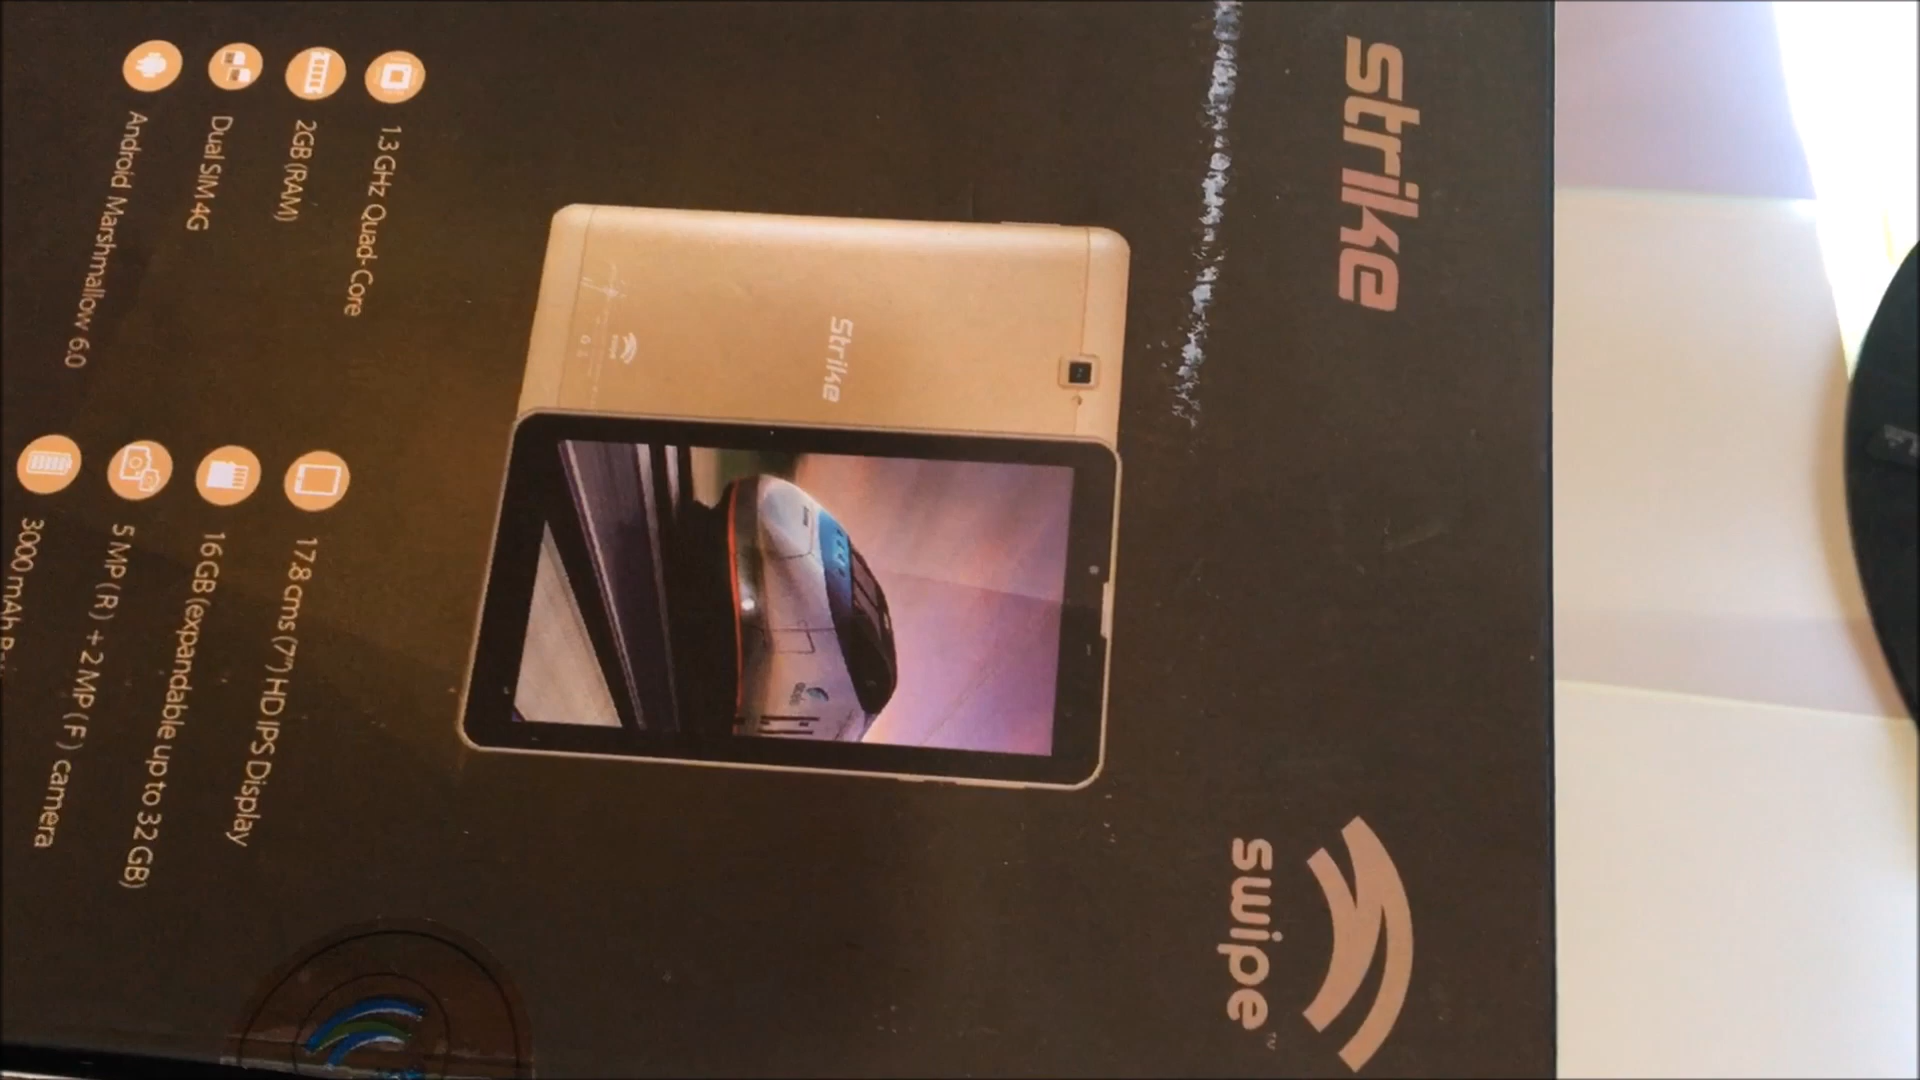 strike
swipe
TM
Strike
1.3 GHz Quad-Core
2GB (RAM)
Dual SIM 4G
Android Marshmallow 6.0
17.8 cms (7") HD IPS Display
16 GB (expandable up to 32 GB)
5 MP ( R ) + 2 MP ( F ) camera
3000 mAh